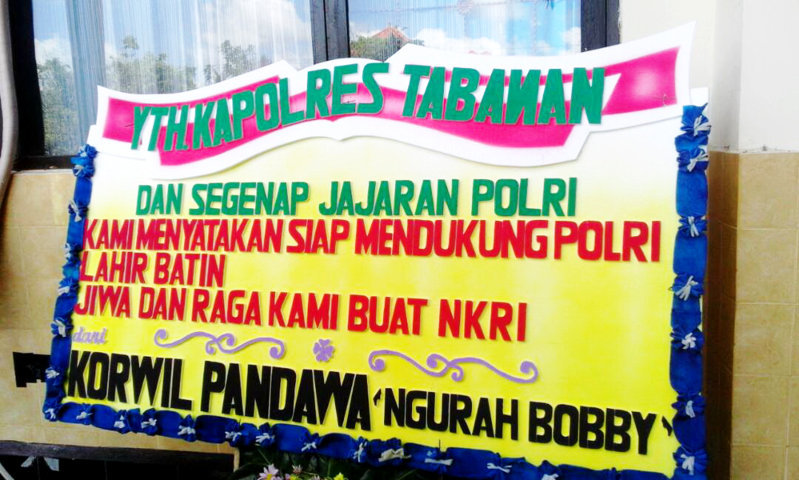 YTH. KAPOLRES TABANAN
DAN SEGENAP JAJARAN POLRI
KAMI MENYATAKAN SIAP MENDUKUNG POLRI
LAHIR BATIN
JIWA DAN RAGA KAMI BUAT NKRI
dari
KORWIL PANDAWA 'NGURAH BOBBY'